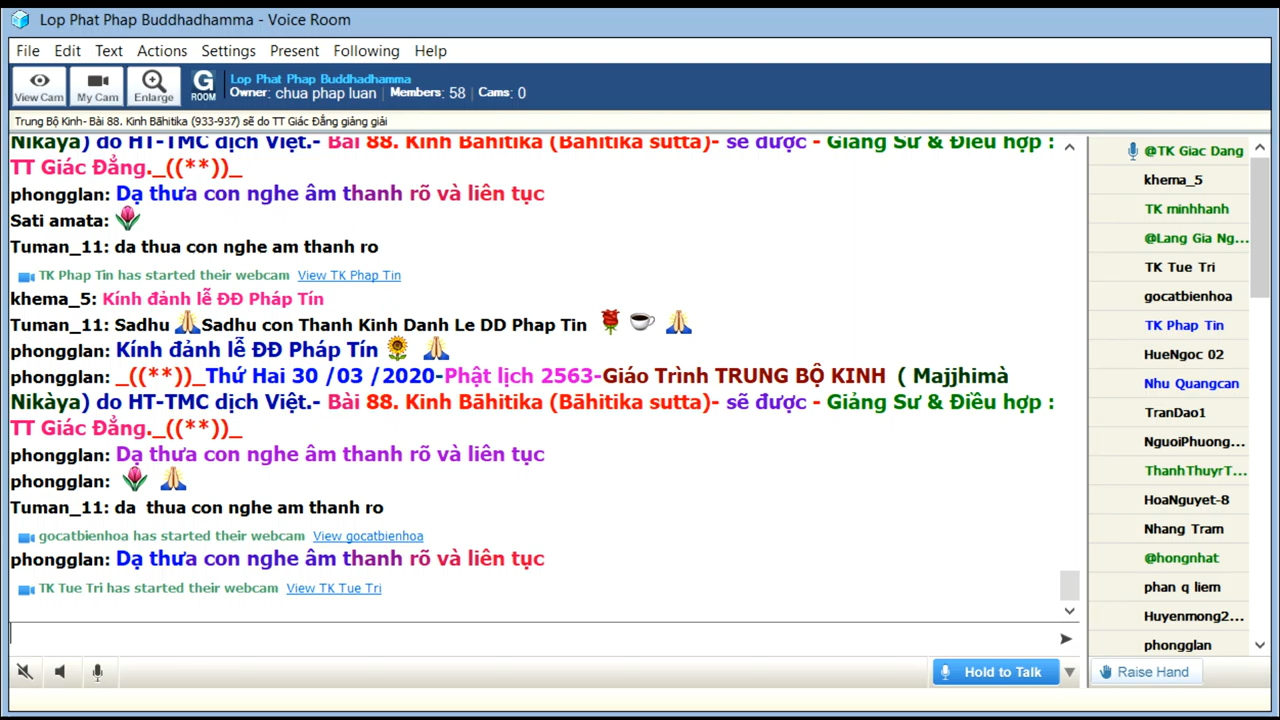 Lop Phat Phap Buddhadhamma - Voice Room
File Edit Text Actions Settings Present Following Help
View Cam My Cam Enlarge G ROOM
Lop Phat Phap Buddhadhamma
Owner: chua phap luan Members: 58 Cams: 0
Trung Bộ Kinh- Bài 88. Kinh Bāhitika (933-937) sẽ do TT Giác Đẳng giảng giải
Nikàya) do HT-TMC dịch Việt.- Bài 88. Kinh Bāhitika (Bāhitika sutta)- sẽ được - Giảng Sư & Điều hợp :
TT Giác Đẳng._((**))_
phongglan: Dạ thưa con nghe âm thanh rõ và liên tục
Sati amata:
Tuman_11: da thua con nghe am thanh ro
TK Phap Tin has started their webcam View TK Phap Tin
khema_5: Kính đảnh lễ ĐĐ Pháp Tín
Tuman_11: Sadhu Sadhu con Thanh Kinh Danh Le DD Phap Tin
phongglan: Kính đảnh lễ ĐĐ Pháp Tín
phongglan: _((**))_Thứ Hai 30 /03 /2020-Phật lịch 2563-Giáo Trình TRUNG BỘ KINH ( Majjhimà
Nikàya) do HT-TMC dịch Việt.- Bài 88. Kinh Bāhitika (Bāhitika sutta)- sẽ được - Giảng Sư & Điều hợp :
TT Giác Đẳng._((**))_
phongglan: Dạ thưa con nghe âm thanh rõ và liên tục
phongglan:
Tuman_11: da thua con nghe am thanh ro
gocatbienhoa has started their webcam View gocatbienhoa
phongglan: Dạ thưa con nghe âm thanh rõ và liên tục
TK Tue Tri has started their webcam View TK Tue Tri
Hold to Talk
@TK Giac Dang
khema_5
TK minhhanh
@Lang Gia Ng...
TK Tue Tri
gocatbienhoa
TK Phap Tin
HueNgoc 02
Nhu Quangcan
TranDao1
NguoiPhuong...
ThanhThuyrT...
HoaNguyet-8
Nhang Tram
@hongnhat
phan q liem
Huyenmong2...
phongglan
Raise Hand